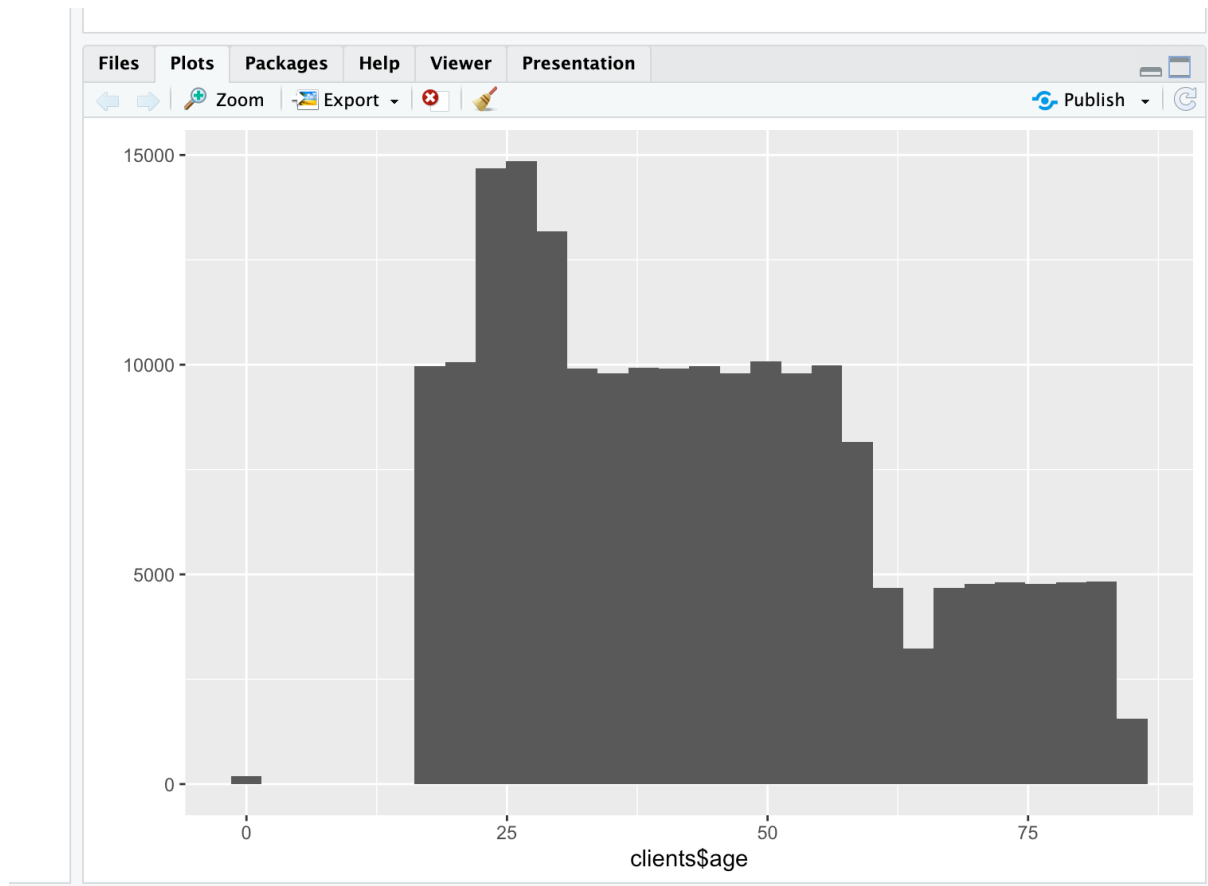 Files Plots Packages Help Viewer Presentation
Zoom Export Publish
15000
10000
5000
0
0 25 50 75
clients$age